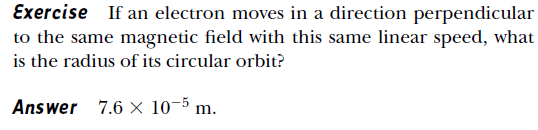 Exercise If an electron moves in a direction perpendicular
to the same magnetic field with this same linear speed, what
is the radius of its circular orbit?
Answer 7.6 × 10⁻⁵ m.